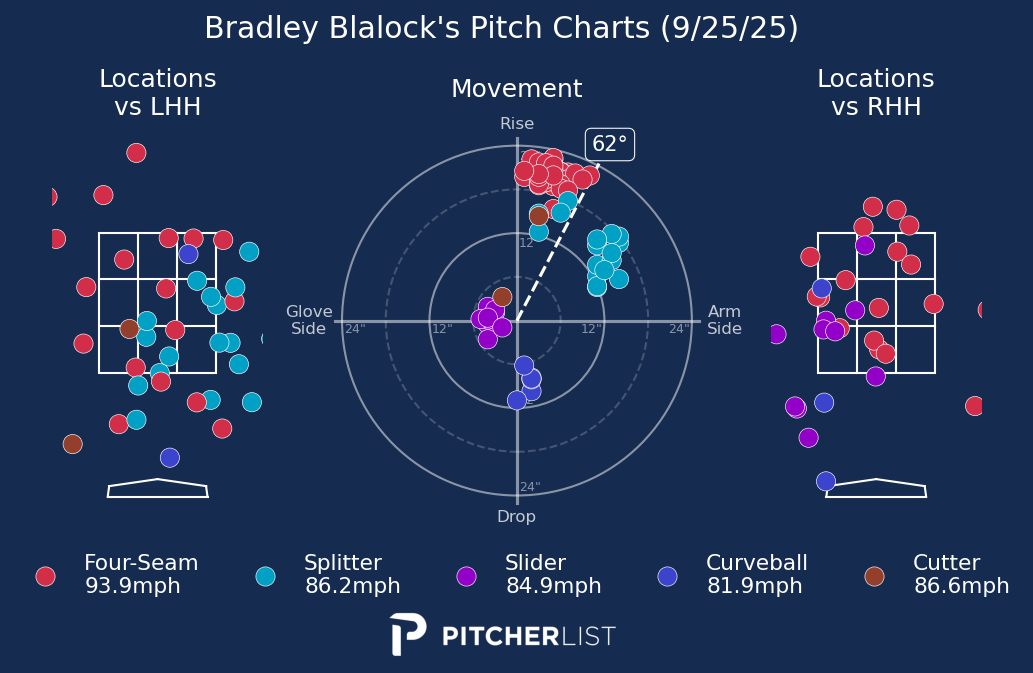 Bradley Blalock's Pitch Charts (9/25/25)
Locations
vs LHH
Movement
Locations
vs RHH
Rise
62°
12"
Glove
Side
24"
12"
12"
24"
Arm
Side
24"
Drop
Four-Seam
93.9mph
Splitter
86.2mph
Slider
84.9mph
Curveball
81.9mph
Cutter
86.6mph
PITCHERLIST